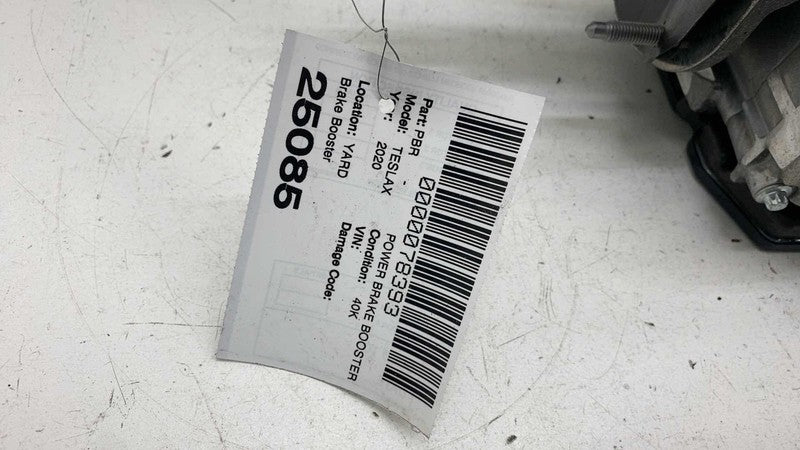 0000078393
Part: PBR - POWER BRAKE BOOSTER
Model: TESLAX Condition: 40K
Year: 2020 VIN:
Location: YARD Damage Code:
Brake Booster
25085